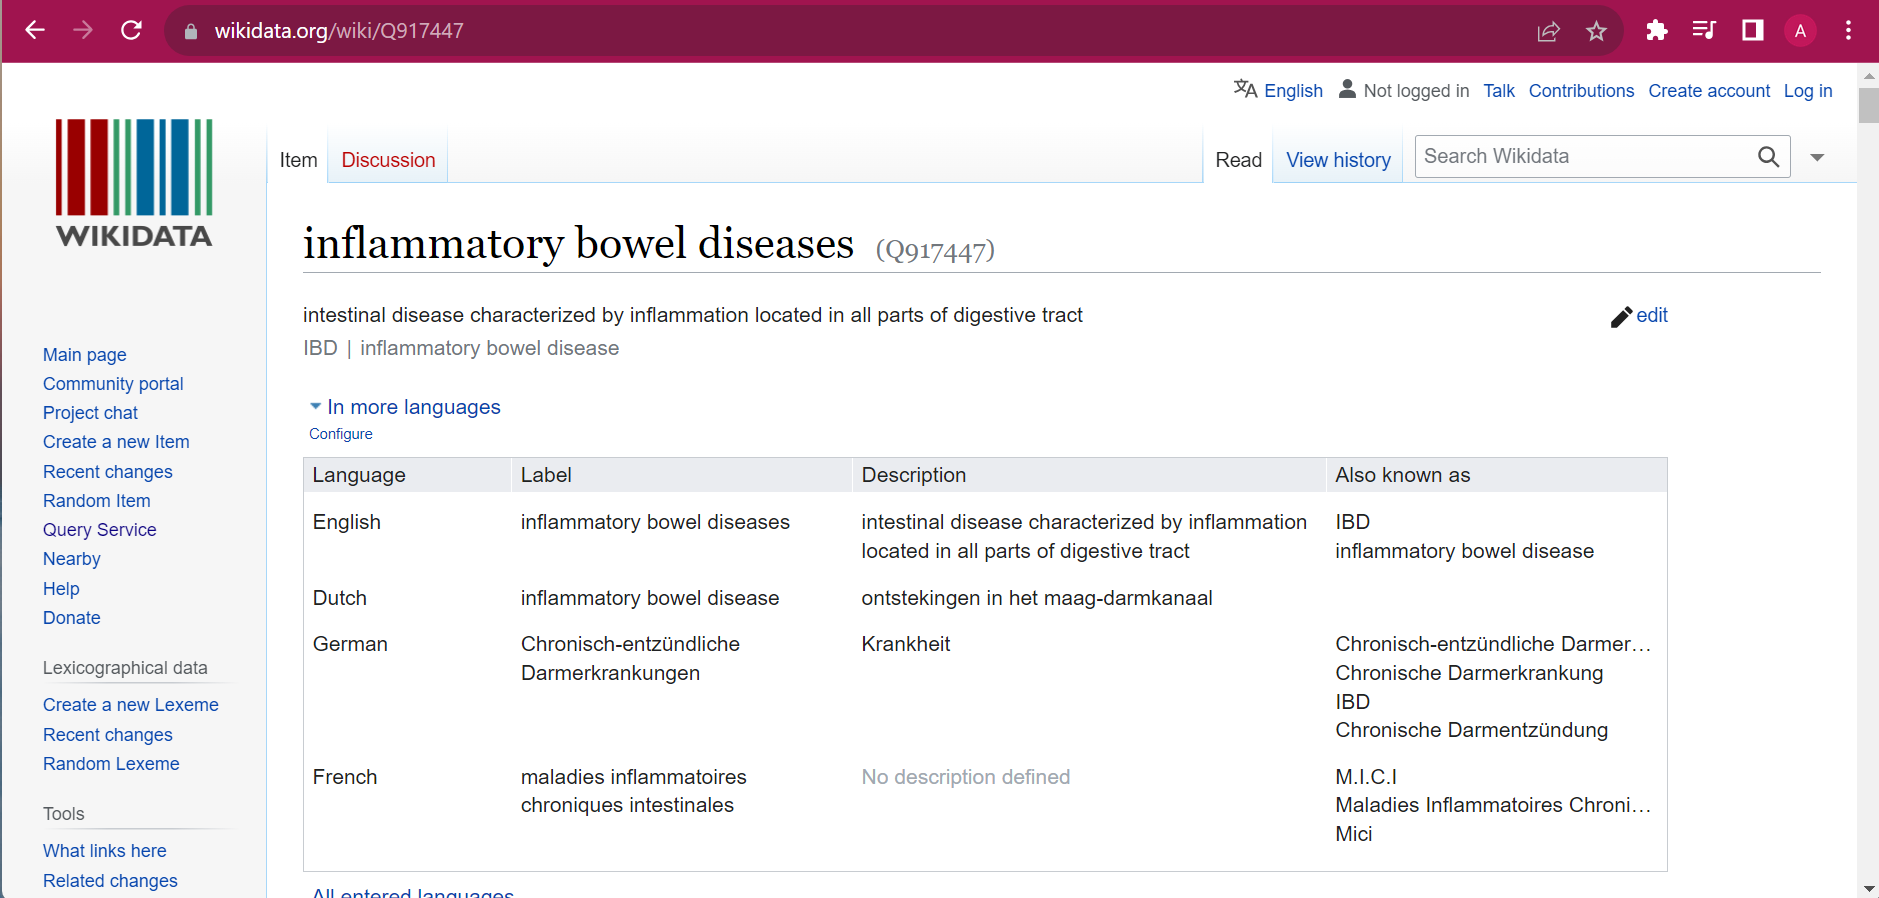 wikidata.org/wiki/Q917447
A
English Not logged in Talk Contributions Create account Log in
WIKIDATA
Item Discussion Read View history Search Wikidata
inflammatory bowel diseases (Q917447)
intestinal disease characterized by inflammation located in all parts of digestive tract
edit
IBD | inflammatory bowel disease
In more languages
Configure
Language Label Description Also known as
English inflammatory bowel diseases intestinal disease characterized by inflammation IBD
located in all parts of digestive tract inflammatory bowel disease
Dutch inflammatory bowel disease ontstekingen in het maag-darmkanaal
German Chronisch-entzündliche Krankheit Chronisch-entzündliche Darmer...
Darmerkrankungen Chronische Darmerkrankung
IBD
Chronische Darmentzündung
French maladies inflammatoires No description defined M.I.C.I
chroniques intestinales Maladies Inflammatoires Chroni...
Mici
All entered languages
Main page
Community portal
Project chat
Create a new Item
Recent changes
Random Item
Query Service
Nearby
Help
Donate
Lexicographical data
Create a new Lexeme
Recent changes
Random Lexeme
Tools
What links here
Related changes